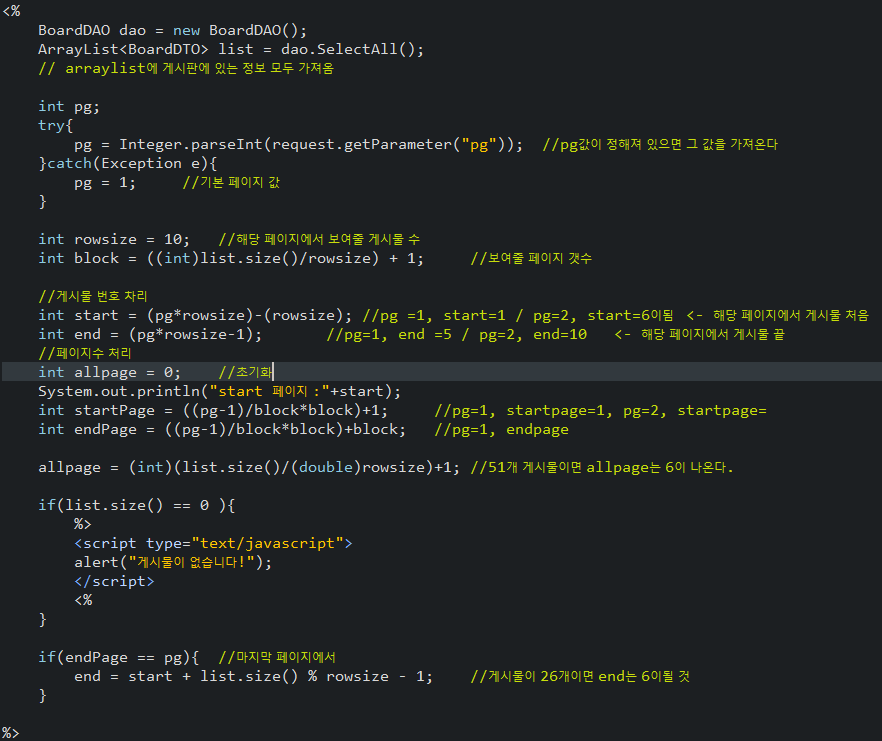 <%
BoardDAO dao = new BoardDAO();
ArrayList<BoardDTO> list = dao.SelectAll();
// arraylist에 게시판에 있는 정보 모두 가져옴
int pg;
try{
pg = Integer.parseInt(request.getParameter("pg")); //pg값이 정해져 있으면 그 값을 가져온다
}catch(Exception e){
pg = 1; //기본 페이지 값
}
int rowsize = 10; //해당 페이지에서 보여줄 게시물 수
int block = ((int)list.size()/rowsize) + 1; //보여줄 페이지 갯수
//게시물 번호 차리
int start = (pg*rowsize)-(rowsize); //pg =1, start=1 / pg=2, start=6이됨 <- 해당 페이지에서 게시물 처음
int end = (pg*rowsize-1); //pg=1, end =5 / pg=2, end=10 <- 해당 페이지에서 게시물 끝
//페이지수 처리
int allpage = 0; //초기화
System.out.println("start 페이지 :"+start);
int startPage = ((pg-1)/block*block)+1; //pg=1, startpage=1, pg=2, startpage=
int endPage = ((pg-1)/block*block)+block; //pg=1, endpage
allpage = (int)(list.size()/(double)rowsize)+1; //51개 게시물이면 allpage는 6이 나온다.
if(list.size() == 0 ){
%>
<script type="text/javascript">
alert("게시물이 없습니다!");
</script>
<%
}
if(endPage == pg){ //마지막 페이지에서
end = start + list.size() % rowsize - 1; //게시물이 26개이면 end는 6이될 것
}
%>